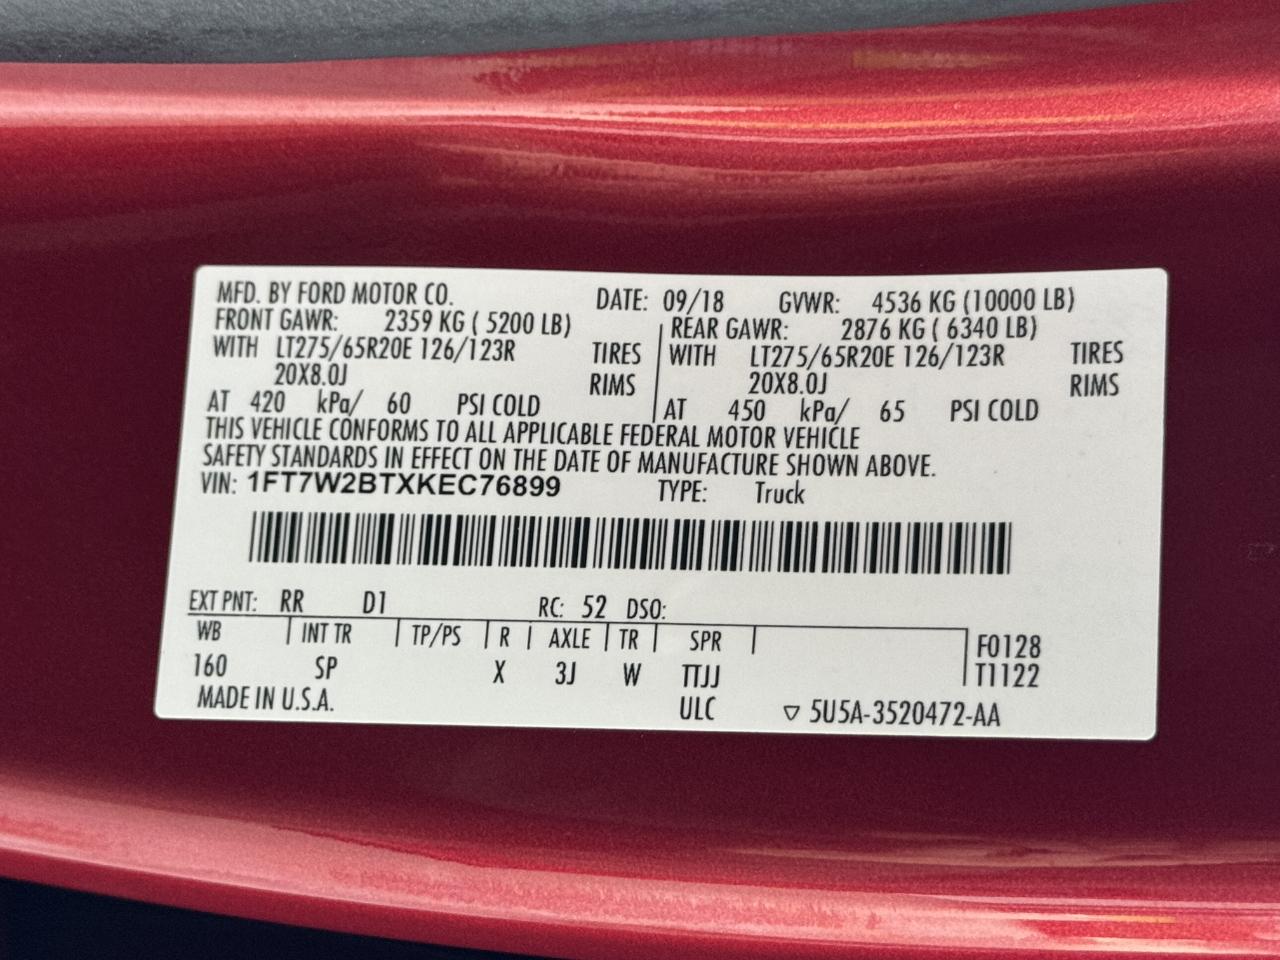 MFD. BY FORD MOTOR CO. DATE: 09/18 GVWR: 4536 KG (10000 LB)
FRONT GAWR: 2359 KG ( 5200 LB) REAR GAWR: 2876 KG ( 6340 LB)
WITH LT275/65R20E 126/123R TIRES WITH LT275/65R20E 126/123R TIRES
20X8.0J RIMS 20X8.0J RIMS
AT 420 kPa/ 60 PSI COLD AT 450 kPa/ 65 PSI COLD
THIS VEHICLE CONFORMS TO ALL APPLICABLE FEDERAL MOTOR VEHICLE
SAFETY STANDARDS IN EFFECT ON THE DATE OF MANUFACTURE SHOWN ABOVE.
VIN: 1FT7W2BTXKEC76899 TYPE: Truck
EXT PNT: RR D1 RC: 52 DSO:
WB INT TR TP/PS R AXLE TR SPR F0128
160 SP X 3J W TTJJ T1122
MADE IN U.S.A. ULC ▽ 5U5A-3520472-AA